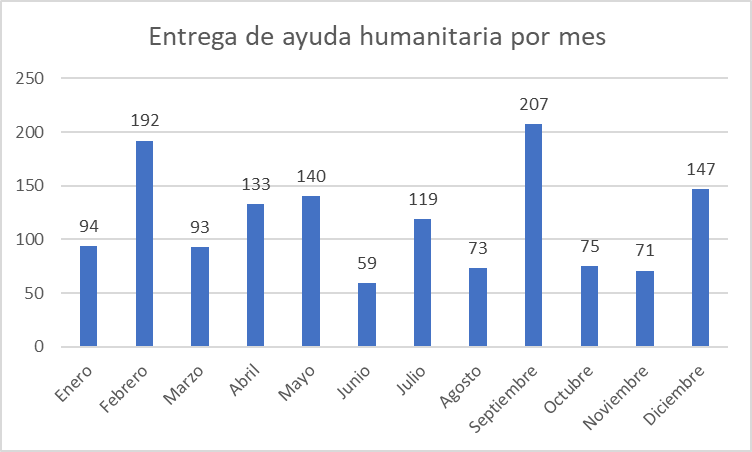 Entrega de ayuda humanitaria por mes
250
200
150
100
50
0
94
192
93
133
140
59
119
73
207
75
71
147
Enero
Febrero
Marzo
Abril
Mayo
Junio
Julio
Agosto
Septiembre
Octubre
Noviembre
Diciembre